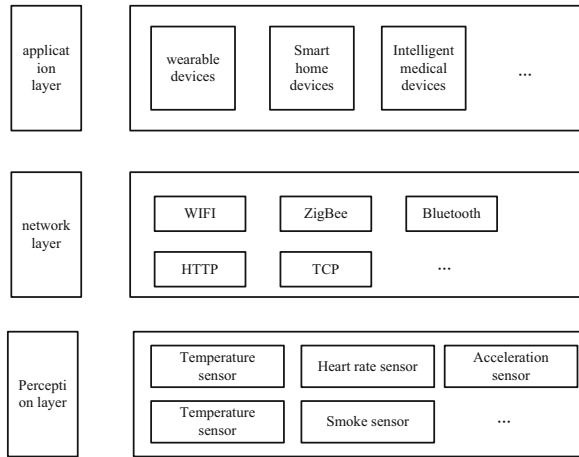 applicat
ion
layer
wearable
devices
Smart
home
devices
Intelligent
medical
devices
...
network
layer
WIFI
ZigBee
Bluetooth
HTTP
TCP
...
Percepti
on layer
Temperature
sensor
Heart rate sensor
Acceleration
sensor
Temperature
sensor
Smoke sensor
...